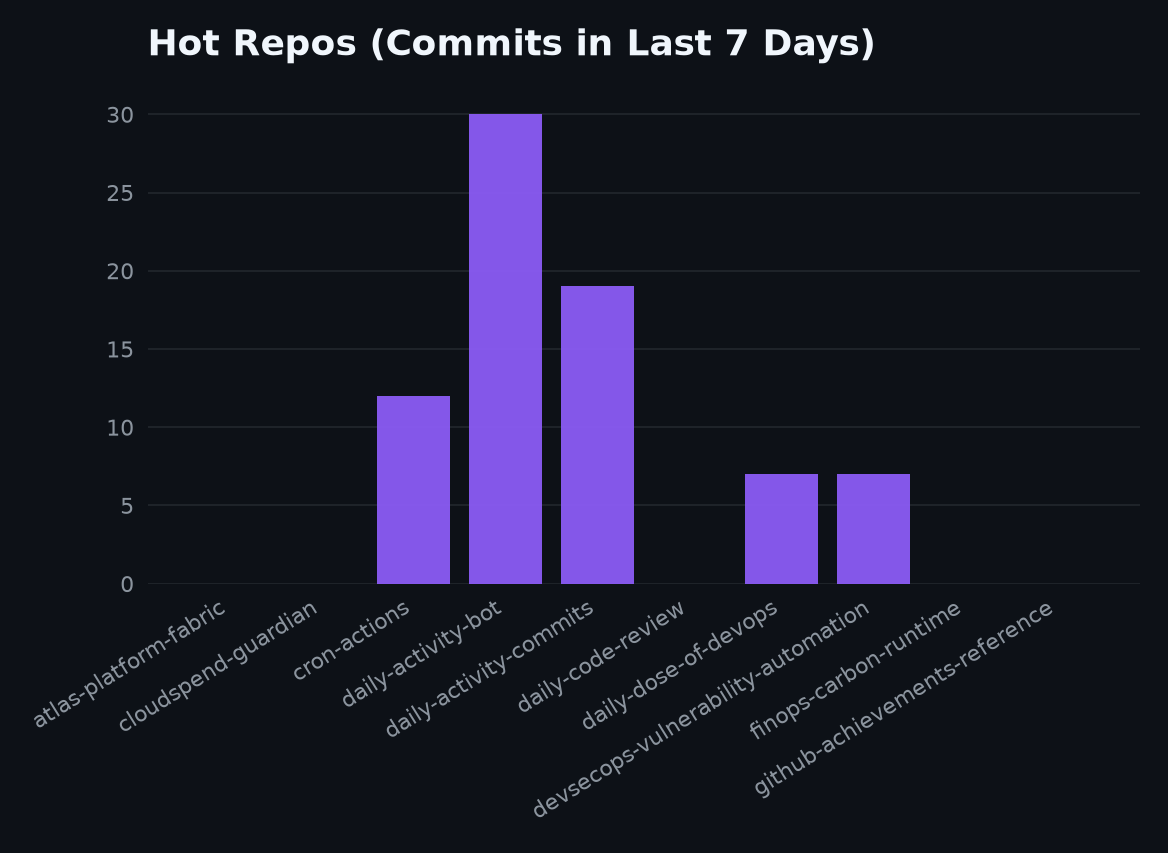 Hot Repos (Commits in Last 7 Days)
30
25
20
15
10
5
0
atlas-platform-fabric
cloudspend-guardian
cron-actions
daily-activity-bot
daily-activity-commits
daily-code-review
daily-dose-of-devops
devsecops-vulnerability-automation
finops-carbon-runtime
github-achievements-reference